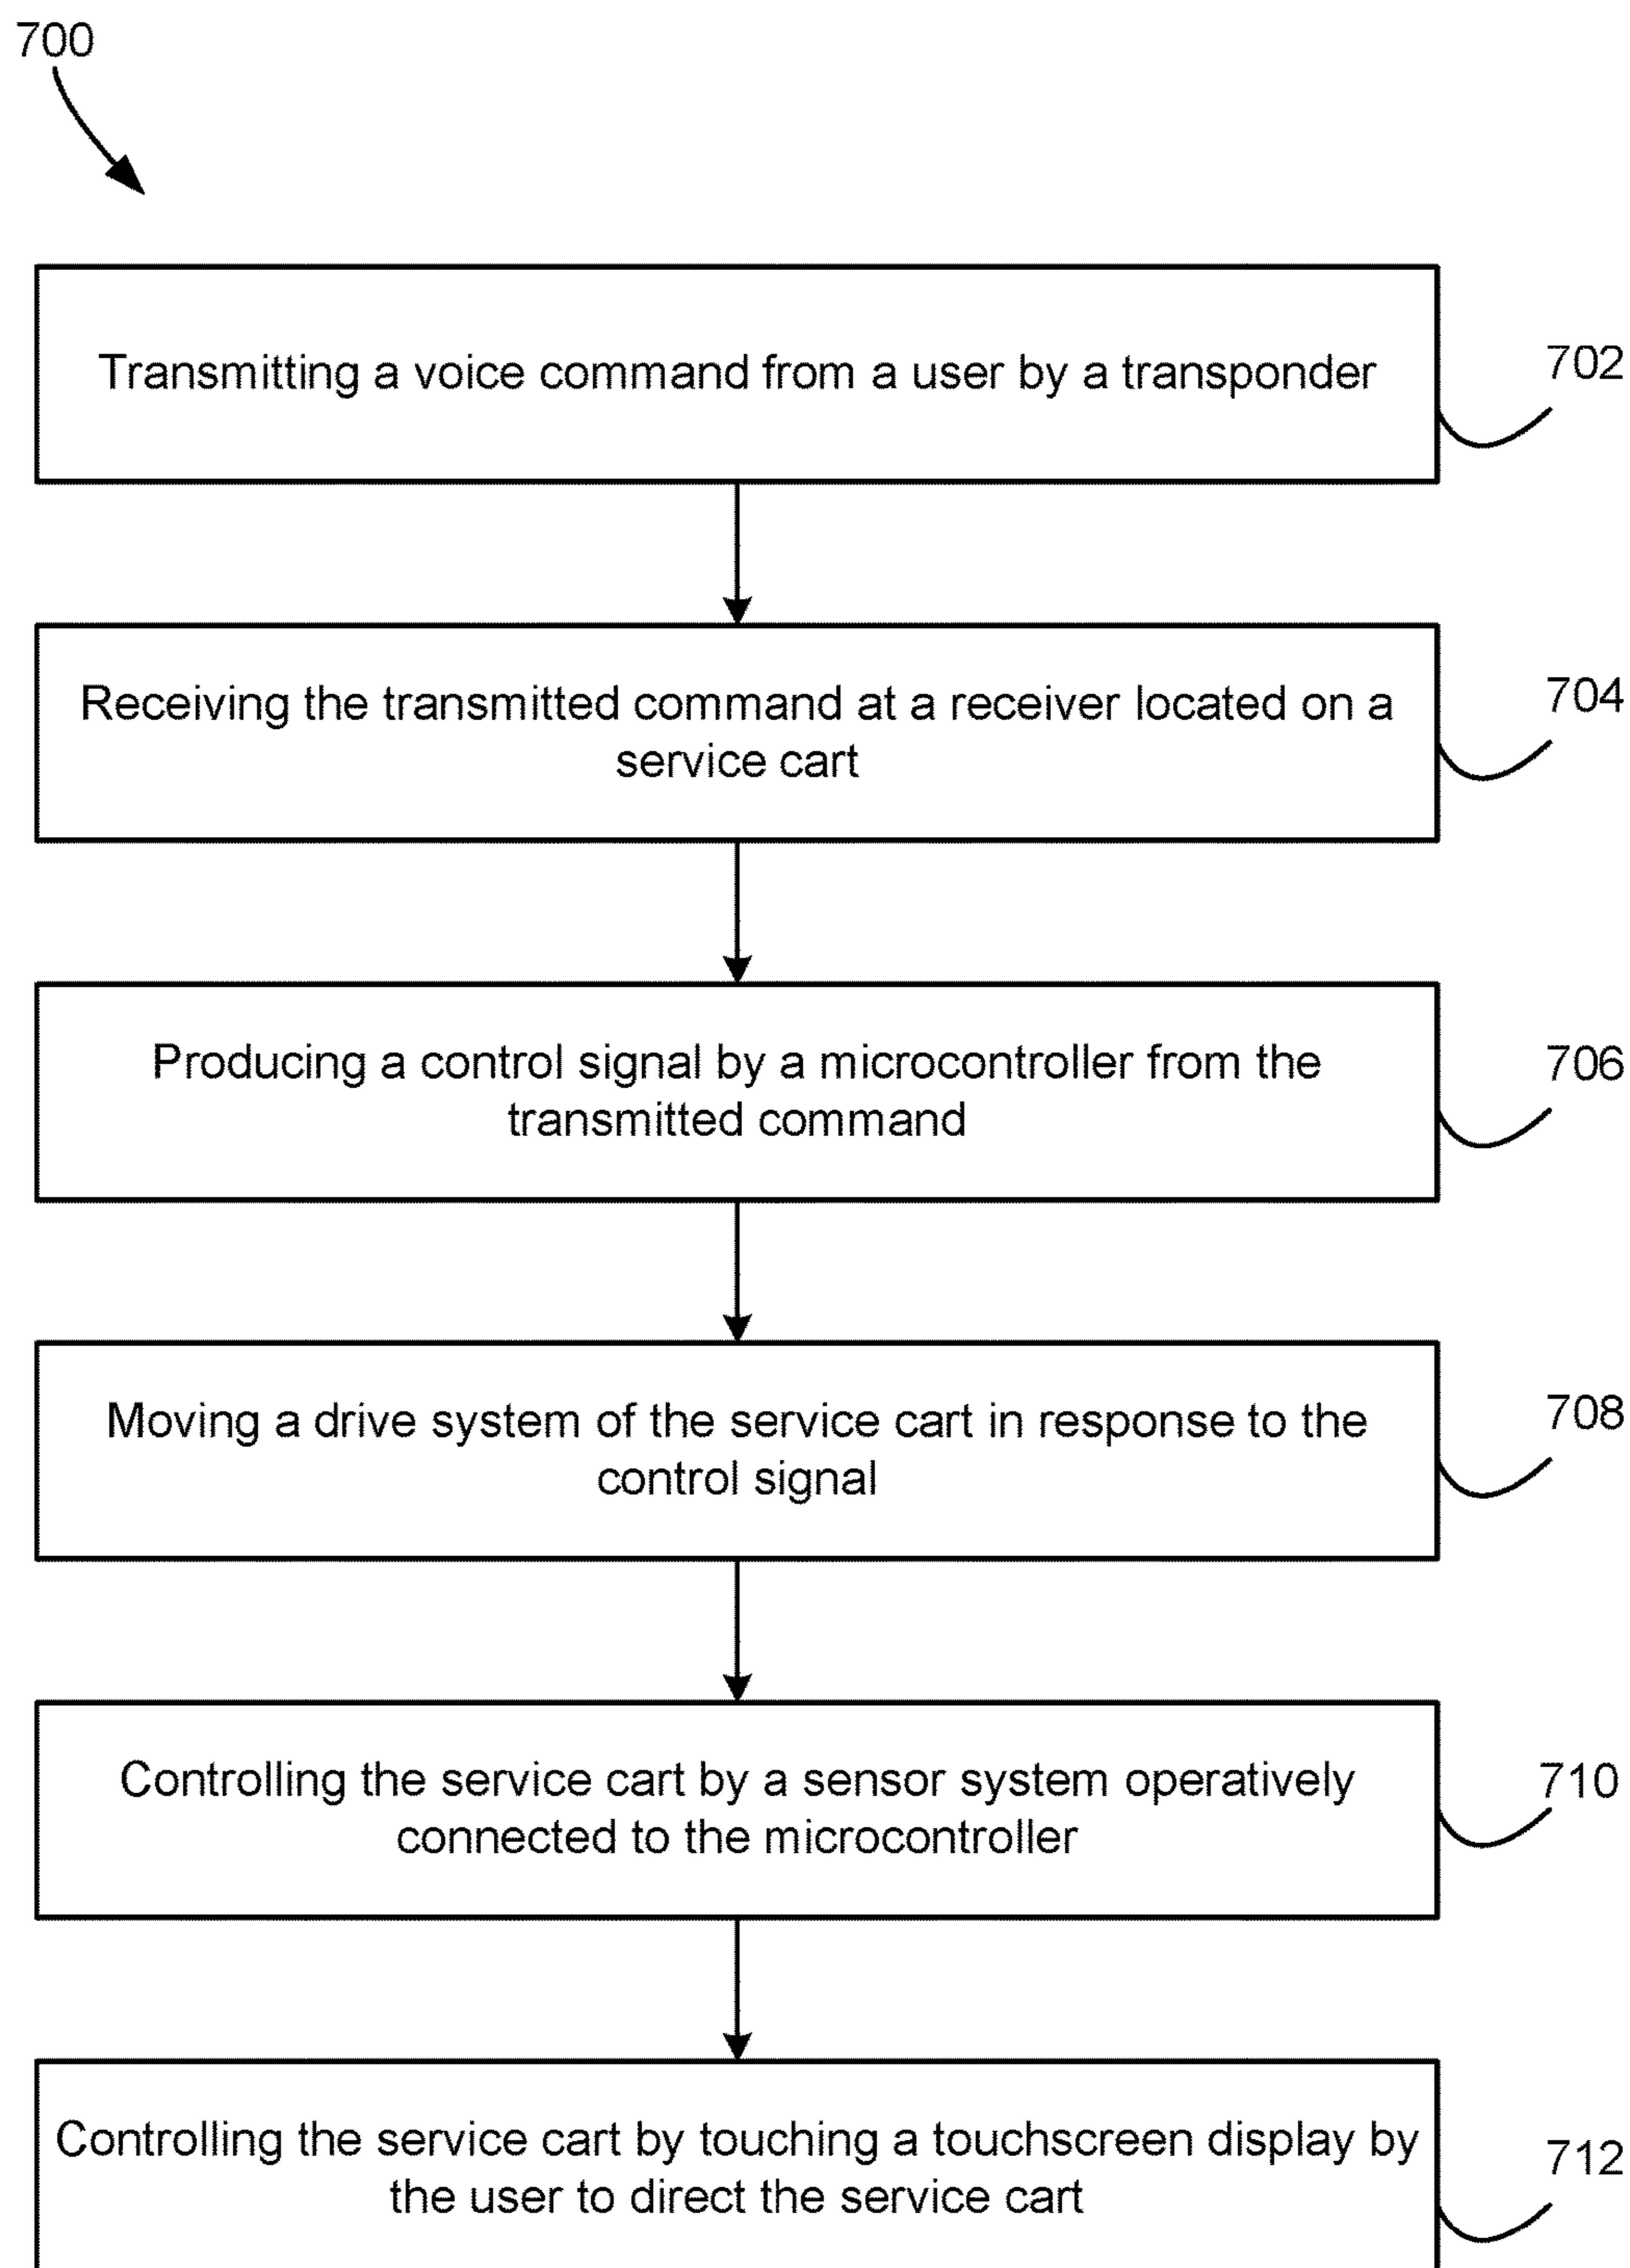 700
Transmitting a voice command from a user by a transponder
702
Receiving the transmitted command at a receiver located on a
service cart
704
Producing a control signal by a microcontroller from the
transmitted command
706
Moving a drive system of the service cart in response to the
control signal
708
Controlling the service cart by a sensor system operatively
connected to the microcontroller
710
Controlling the service cart by touching a touchscreen display by
the user to direct the service cart
712